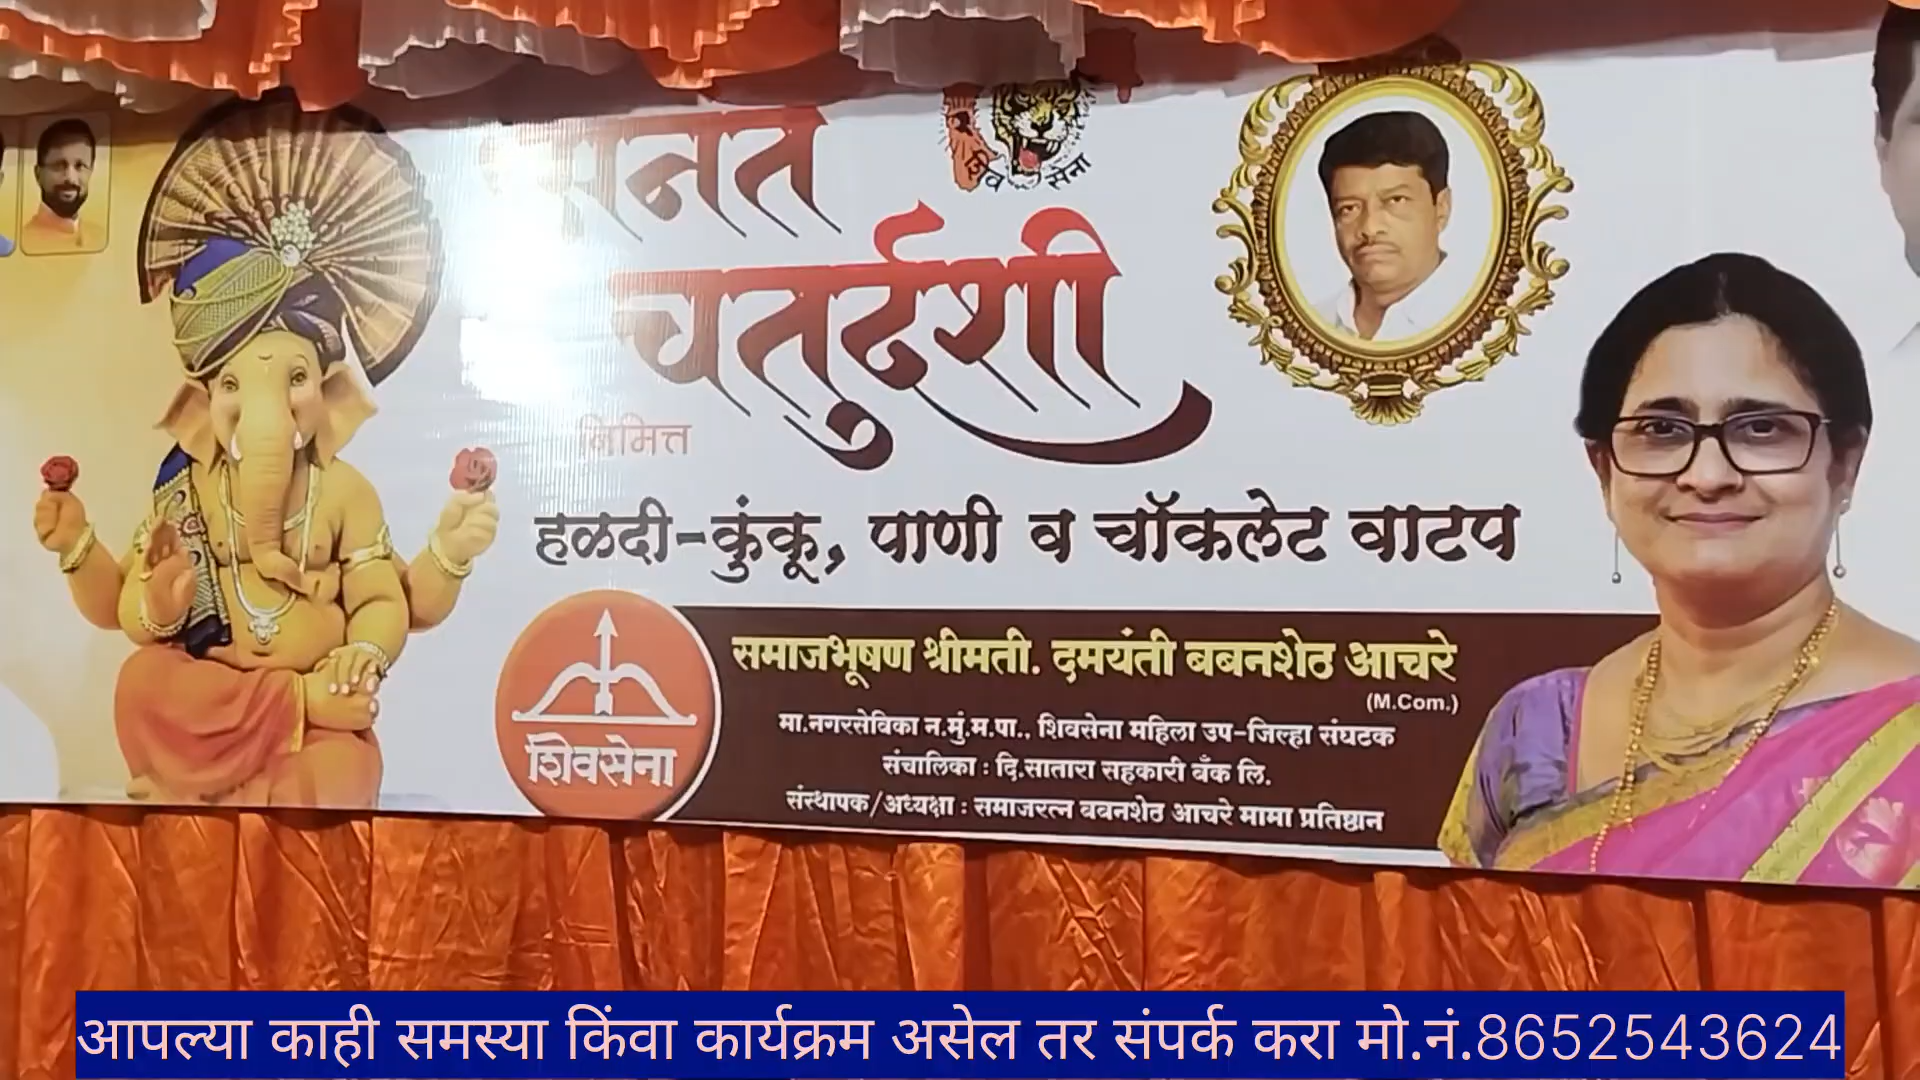 शिवसेना
चतुर्दशी
निमित्त
हळदी-कुंकू, पाणी व चॉकलेट वाटप
शिवसेना
समाजभूषण श्रीमती. दमयंती बबनशेठ आचरे
(M.Com.)
मा.नगरसेविका न.मुं.म.पा., शिवसेना महिला उप-जिल्हा संघटक
संचालिका : दि.सातारा सहकारी बँक लि.
संस्थापक/अध्यक्षा : समाजरत्न बबनशेठ आचरे मामा प्रतिष्ठान
आपल्या काही समस्या किंवा कार्यक्रम असेल तर संपर्क करा मो.नं.8652543624